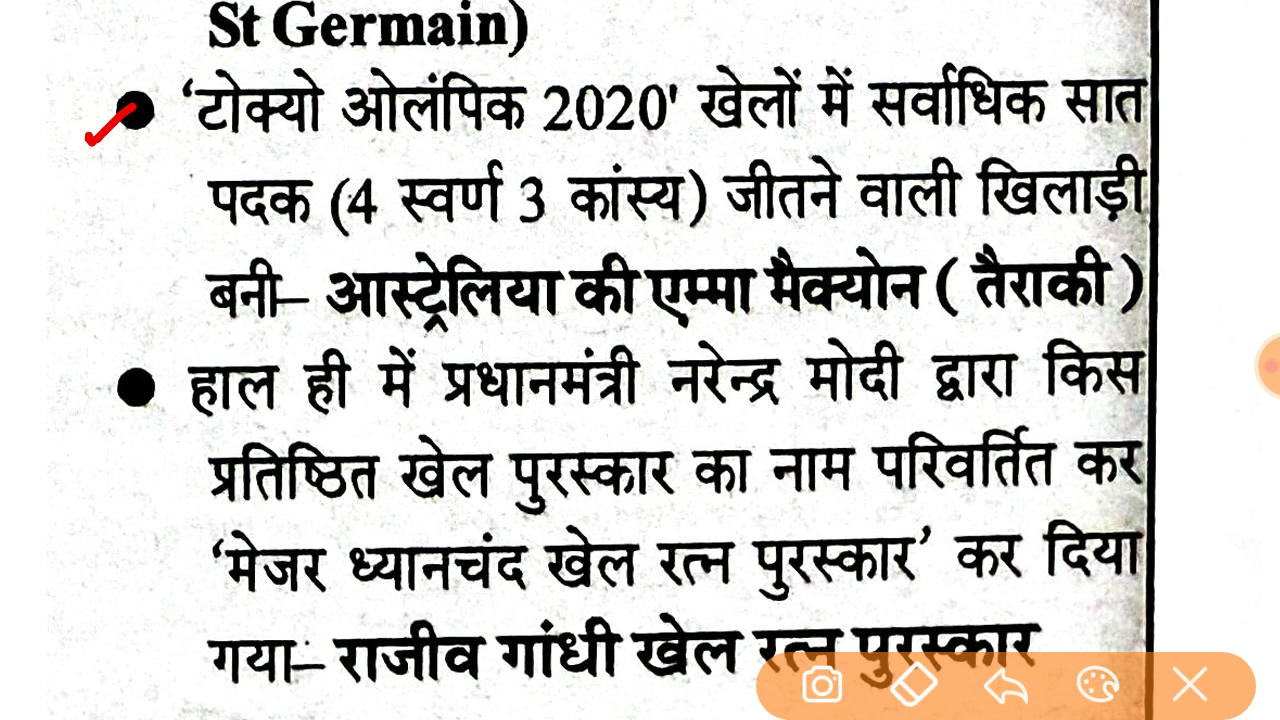 St Germain)
● ‘टोक्यो ओलंपिक 2020' खेलों में सर्वाधिक सात
पदक (4 स्वर्ण 3 कांस्य) जीतने वाली खिलाड़ी
बनी– आस्ट्रेलिया की एम्मा मैक्योन ( तैराकी )
● हाल ही में प्रधानमंत्री नरेन्द्र मोदी द्वारा किस
प्रतिष्ठित खेल पुरस्कार का नाम परिवर्तित कर
‘मेजर ध्यानचंद खेल रत्न पुरस्कार’ कर दिया
गया– राजीव गांधी खेल रत्न पुरस्कार